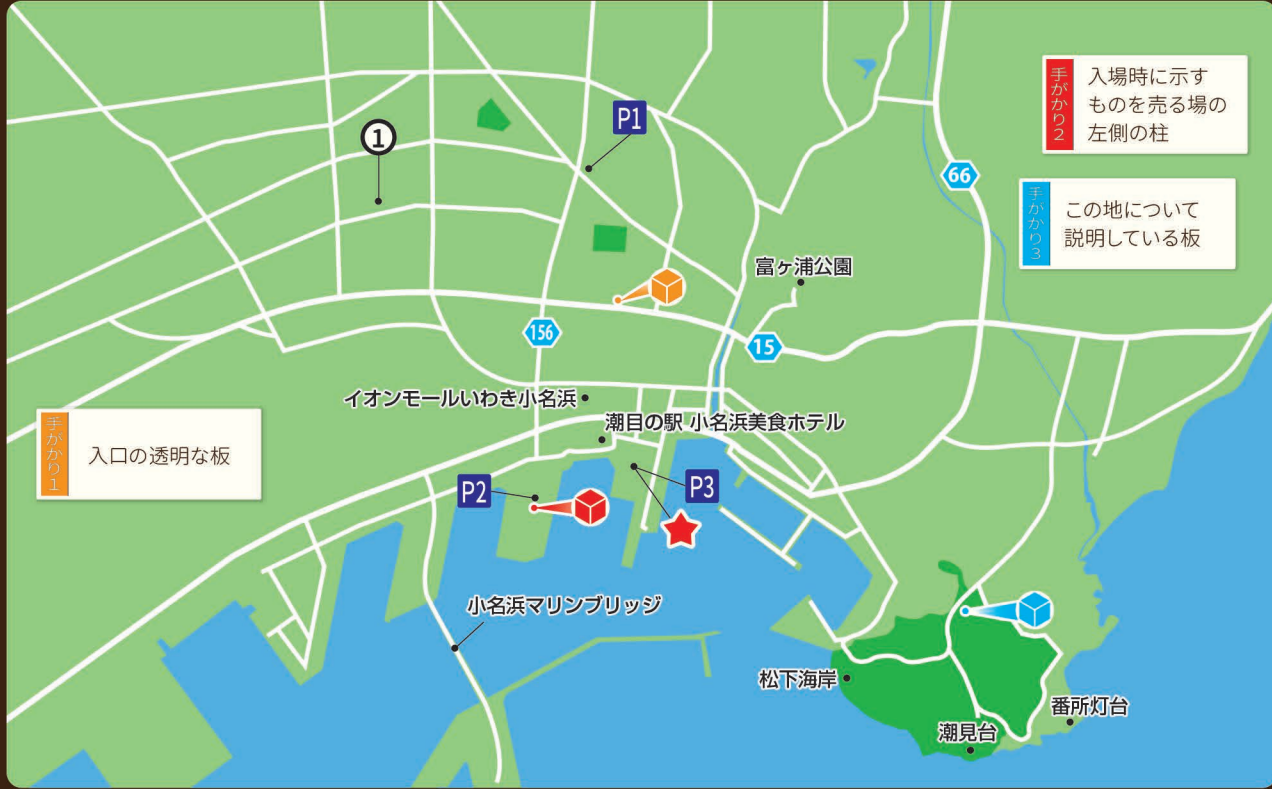 P1
1
手がかり2
入場時に示す
ものを売る場の
左側の柱
66
手がかり3
この地について
説明している板
富ヶ浦公園
156
15
イオンモールいわき小名浜
潮目の駅 小名浜美食ホテル
手がかり1
入口の透明な板
P2
P3
小名浜マリンブリッジ
松下海岸
番所灯台
潮見台